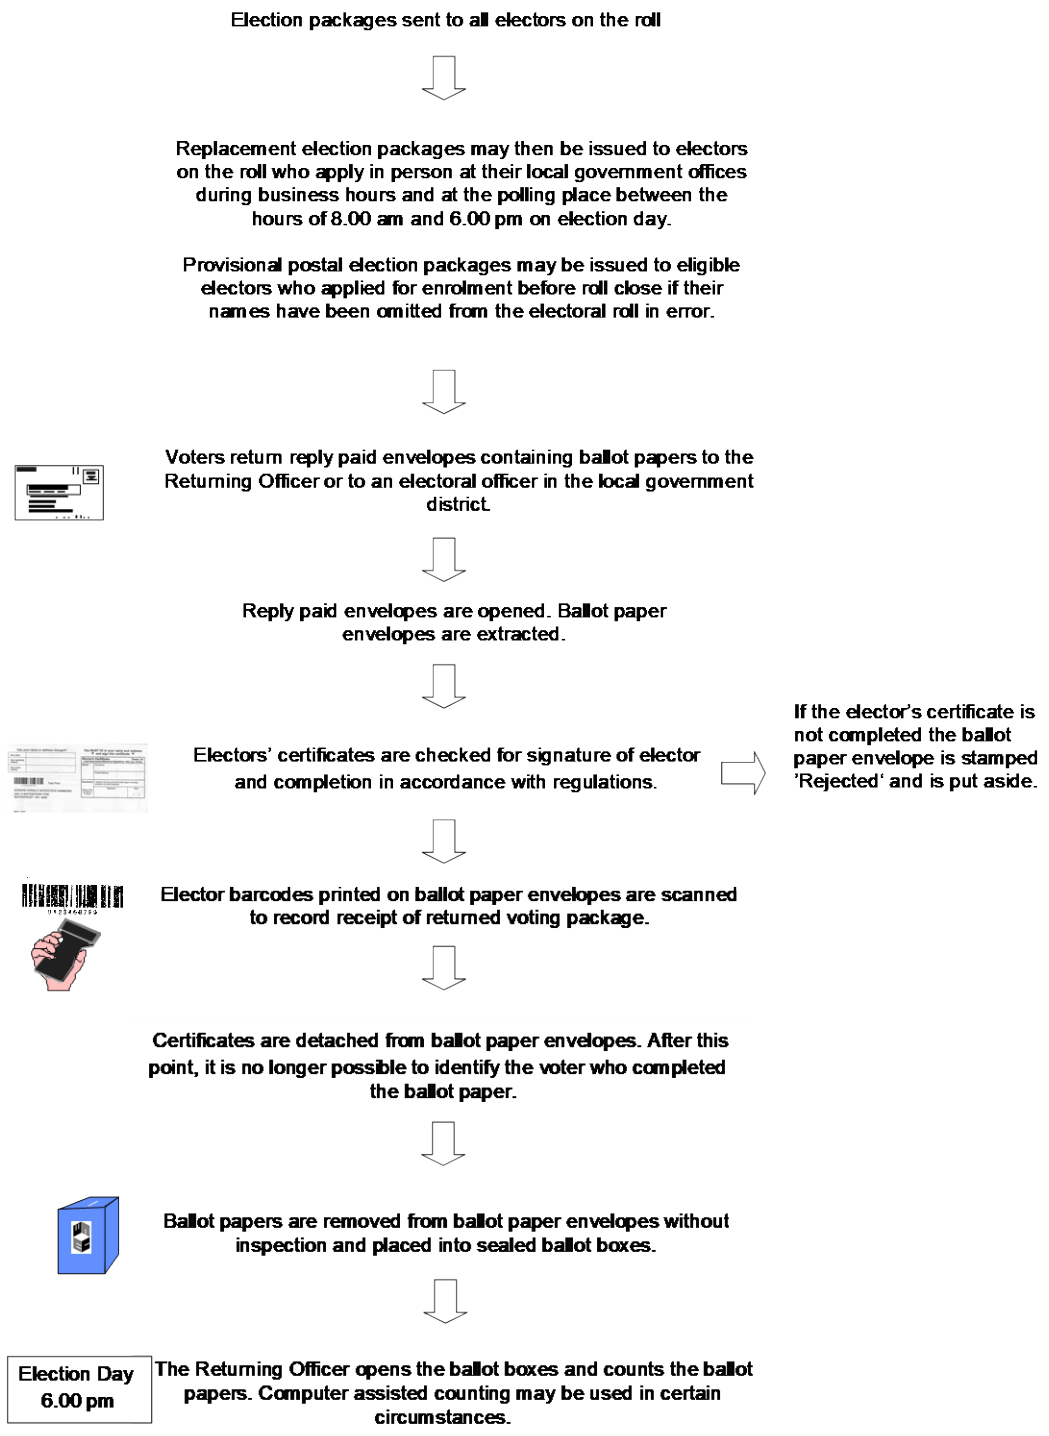 Election packages sent to all electors on the roll
Replacement election packages may then be issued to electors
on the roll who apply in person at their local government offices
during business hours and at the polling place between the
hours of 8.00 am and 6.00 pm on election day.
Provisional postal election packages may be issued to eligible
electors who applied for enrolment before roll close if their
names have been omitted from the electoral roll in error.
Voters return reply paid envelopes containing ballot papers to the
Returning Officer or to an electoral officer in the local government
district.
Reply paid envelopes are opened. Ballot paper
envelopes are extracted.
Electors' certificates are checked for signature of elector
and completion in accordance with regulations.
If the elector's certificate is
not completed the ballot
paper envelope is stamped
'Rejected' and is put aside.
Elector barcodes printed on ballot paper envelopes are scanned
to record receipt of returned voting package.
Certificates are detached from ballot paper envelopes. After this
point, it is no longer possible to identify the voter who completed
the ballot paper.
Ballot papers are removed from ballot paper envelopes without
inspection and placed into sealed ballot boxes.
Election Day
6.00 pm
The Returning Officer opens the ballot boxes and counts the ballot
papers. Computer assisted counting may be used in certain
circumstances.